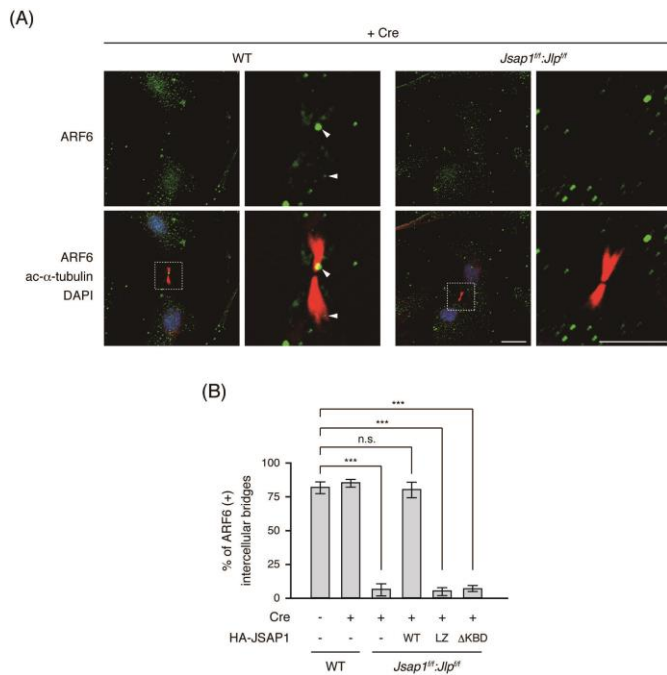 (A)
+ Cre
WT Jsap1f/f:Jlpf/f
ARF6
ARF6
ac-α-tubulin
DAPI
(B)
***
***
n.s.
***
100
75
50
25
0
% of ARF6 (+)
intercellular bridges
Cre - + + + + +
HA-JSAP1 - - - WT LZ ΔKBD
WT Jsap1f/f:Jlpf/f